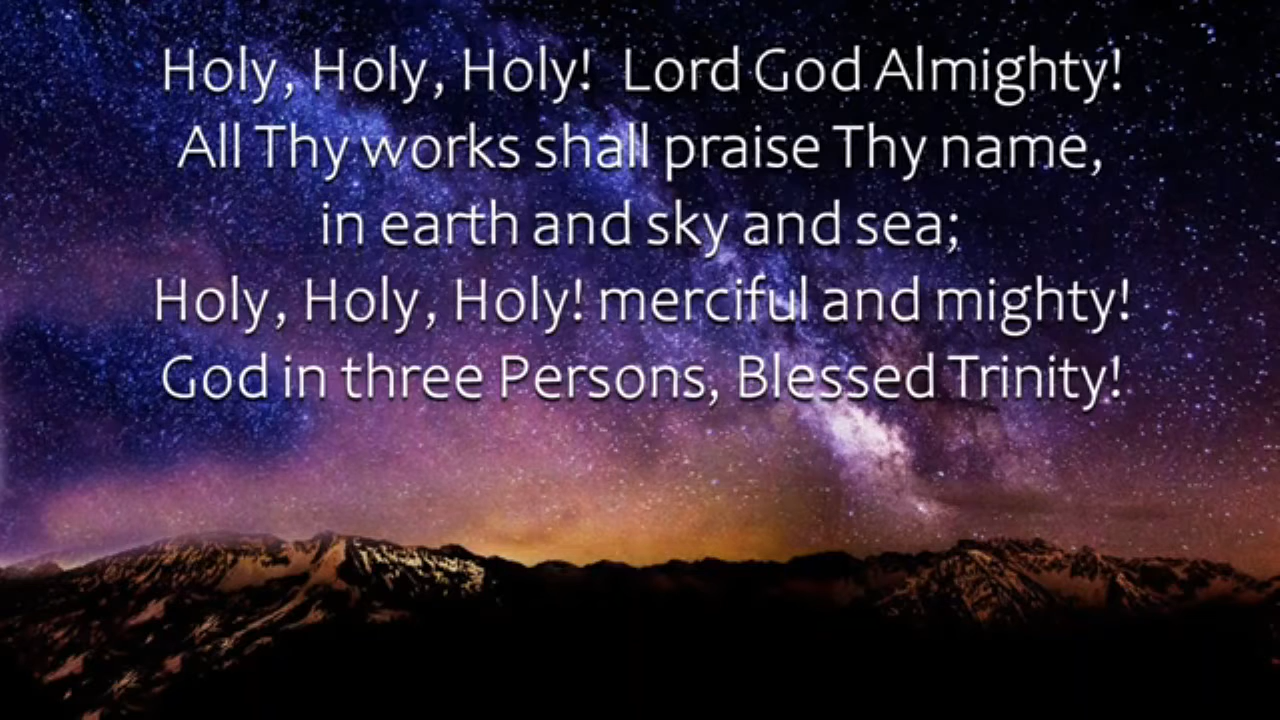 Holy, Holy, Holy! Lord God Almighty!
All Thy works shall praise Thy name,
in earth and sky and sea;
Holy, Holy, Holy! merciful and mighty!
God in three Persons, Blessed Trinity!